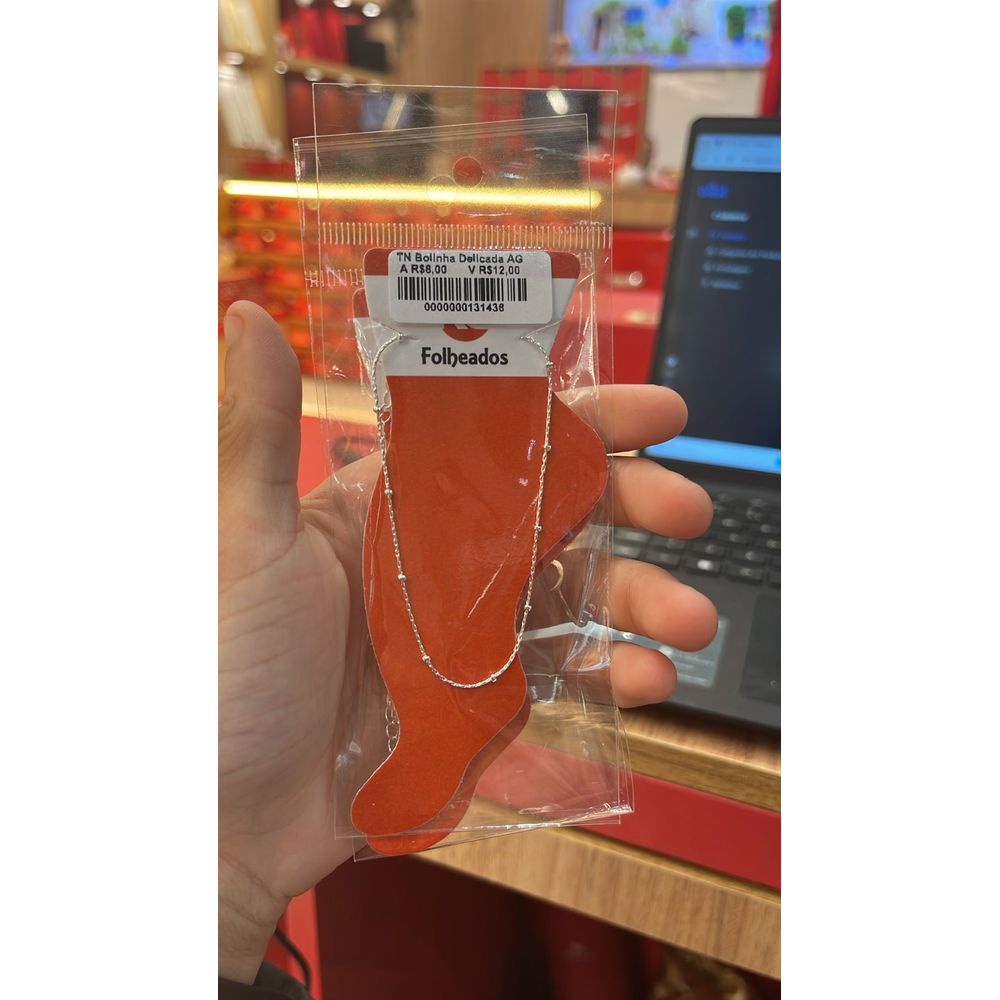 TN Bolinha Delicada AG
A R$8,00 V R$12,00
0000000131438
Folheados